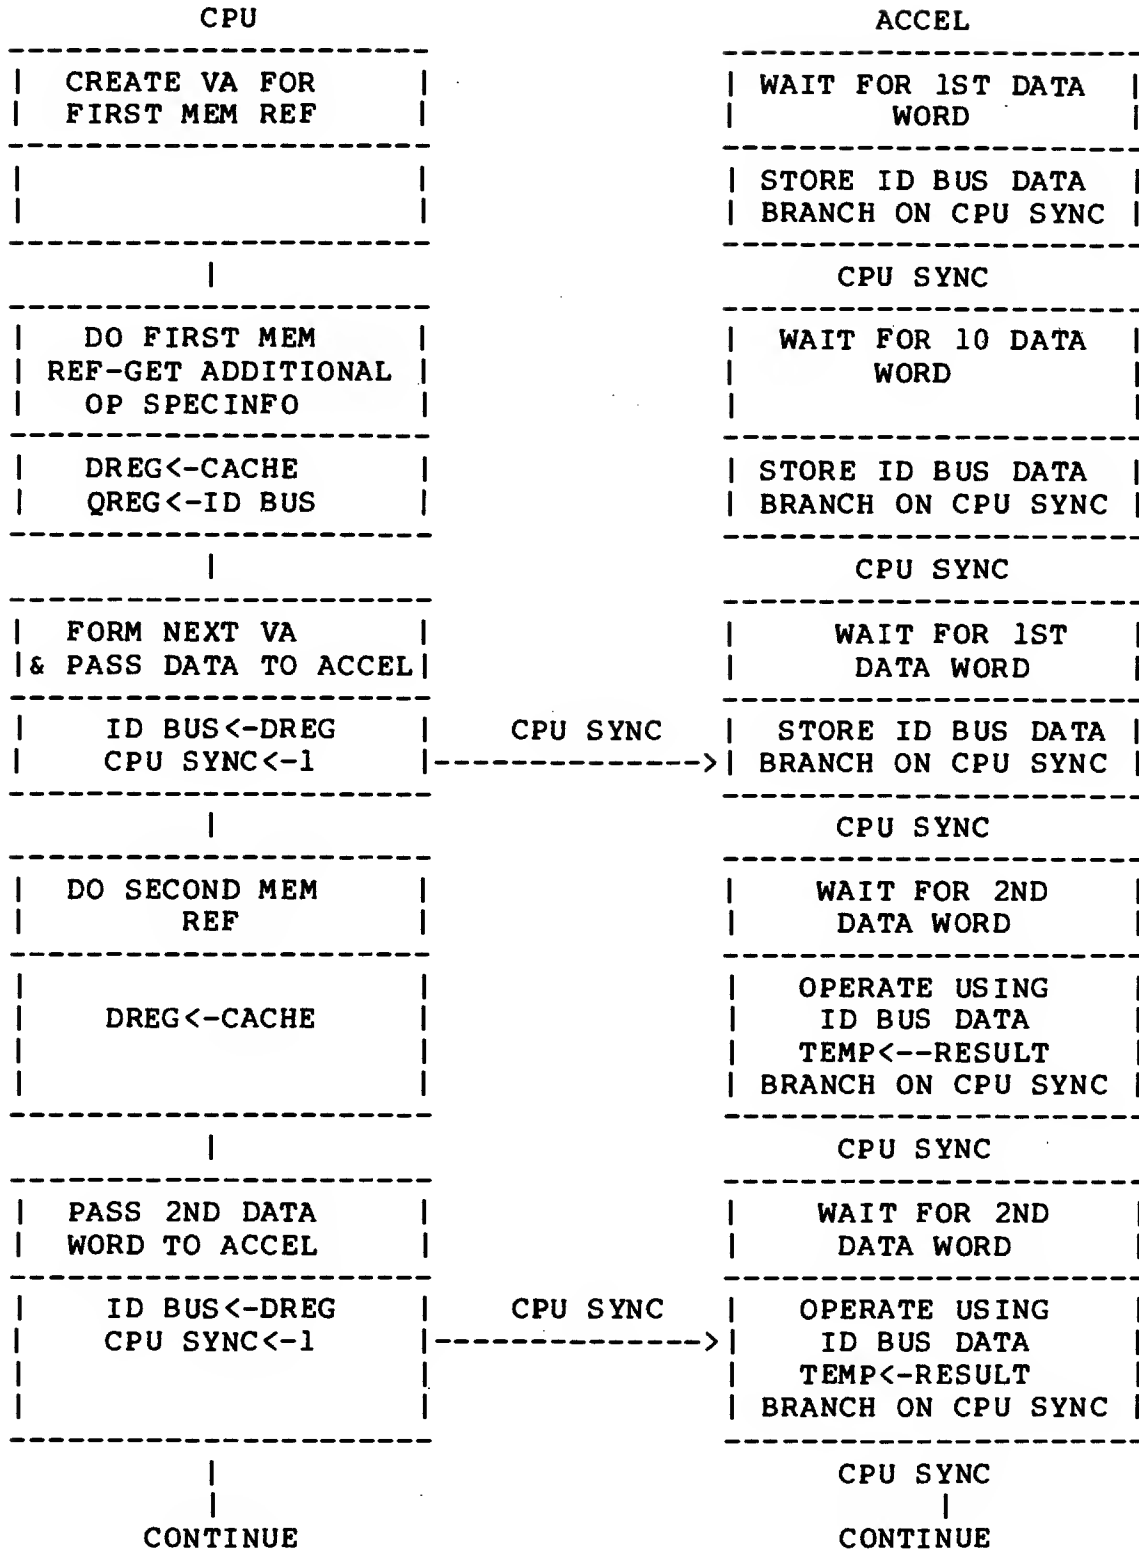 CPU
CREATE VA FOR
FIRST MEM REF
DO FIRST MEM
REF-GET ADDITIONAL
OP SPECINFO
DREG<-CACHE
QREG<-ID BUS
FORM NEXT VA
& PASS DATA TO ACCEL
ID BUS<-DREG
CPU SYNC<-1
CPU SYNC
DO SECOND MEM
REF
DREG<-CACHE
PASS 2ND DATA
WORD TO ACCEL
ID BUS<-DREG
CPU SYNC<-1
CPU SYNC
CONTINUE
ACCEL
WAIT FOR 1ST DATA
WORD
STORE ID BUS DATA
BRANCH ON CPU SYNC
CPU SYNC
WAIT FOR 10 DATA
WORD
STORE ID BUS DATA
BRANCH ON CPU SYNC
CPU SYNC
WAIT FOR 1ST
DATA WORD
STORE ID BUS DATA
BRANCH ON CPU SYNC
CPU SYNC
WAIT FOR 2ND
DATA WORD
OPERATE USING
ID BUS DATA
TEMP<--RESULT
BRANCH ON CPU SYNC
CPU SYNC
WAIT FOR 2ND
DATA WORD
OPERATE USING
ID BUS DATA
TEMP<-RESULT
BRANCH ON CPU SYNC
CPU SYNC
CONTINUE